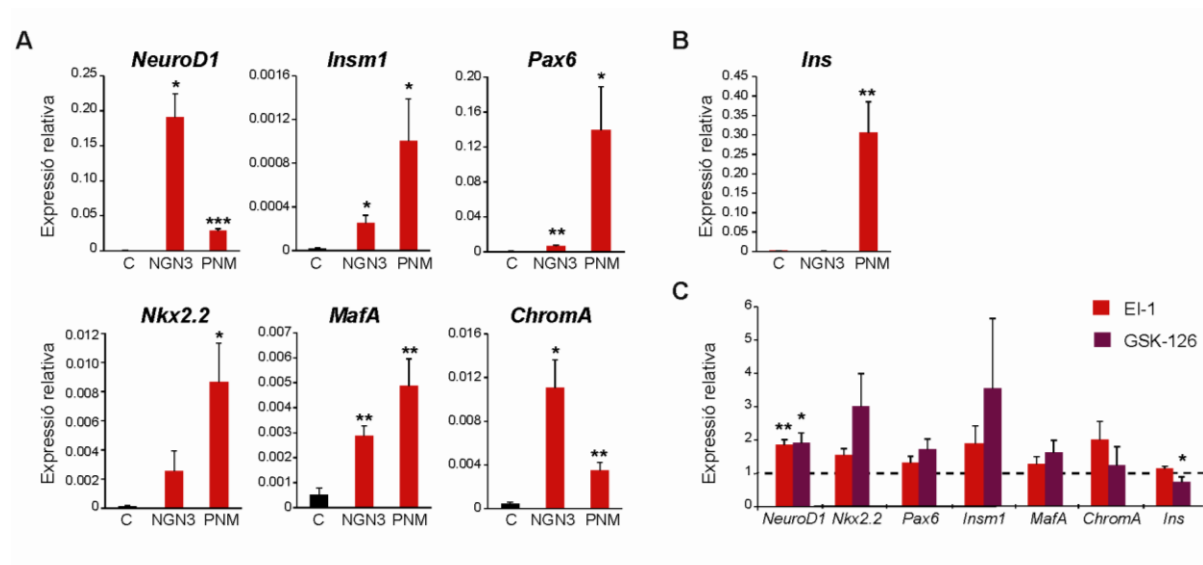 A
B
NeuroD1
Insm1
Pax6
Ins
Expressió relativa
0.25
0.20
0.15
0.10
0.05
0
*
***
C NGN3 PNM
0.0016
0.0012
0.0008
0.0004
0
*
*
C NGN3 PNM
0.20
0.16
0.12
0.08
0.04
0
**
*
C NGN3 PNM
Expressió relativa
0.45
0.40
0.35
0.30
0.25
0.20
0.15
0.10
0.05
0.00
**
C NGN3 PNM
Nkx2.2
MafA
ChromA
Expressió relativa
0.012
0.010
0.008
0.006
0.004
0.002
0
*
C NGN3 PNM
0.007
0.006
0.005
0.004
0.003
0.002
0.001
0.000
**
**
C NGN3 PNM
0.016
0.012
0.008
0.004
0
*
**
C NGN3 PNM
C
Expressió relativa
6
5
4
3
2
1
0
EI-1
GSK-126
** *
*
NeuroD1 Nkx2.2 Pax6 Insm1 MafA ChromA Ins